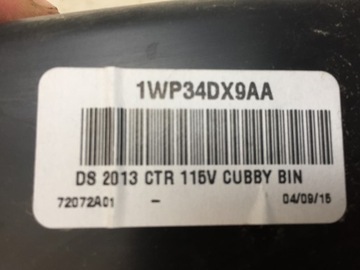 1WP34DX9AA
DS 2013 CTR 115V CUBBY BIN
72072A01 - 04/09/15